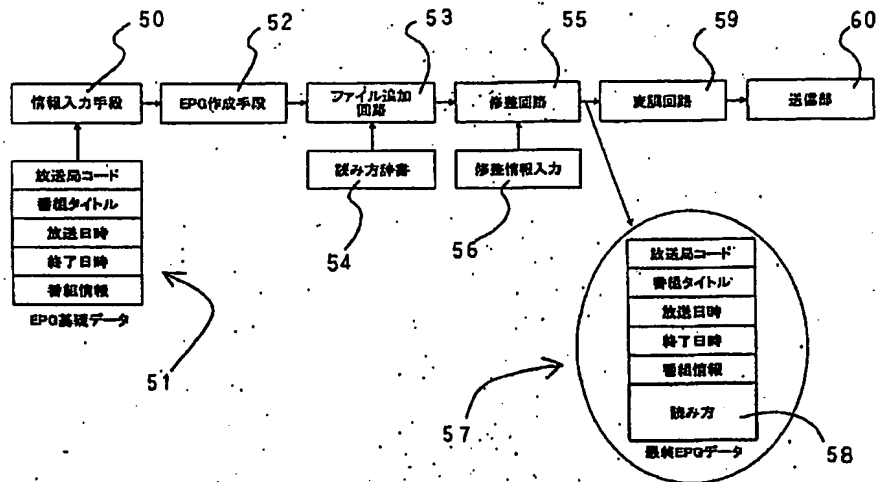 50
52
53
55
59
60
情報入力手段
EPG作成手段
ファイル追加
回路
修整回路
変調回路
送信部
読み方辞書
修整情報入力
54
56
放送局コード
番組タイトル
放送日時
終了日時
番組情報
EPG基礎データ
51
放送局コード
番組タイトル
放送日時
終了日時
番組情報
読み方
最終EPGデータ
57
58